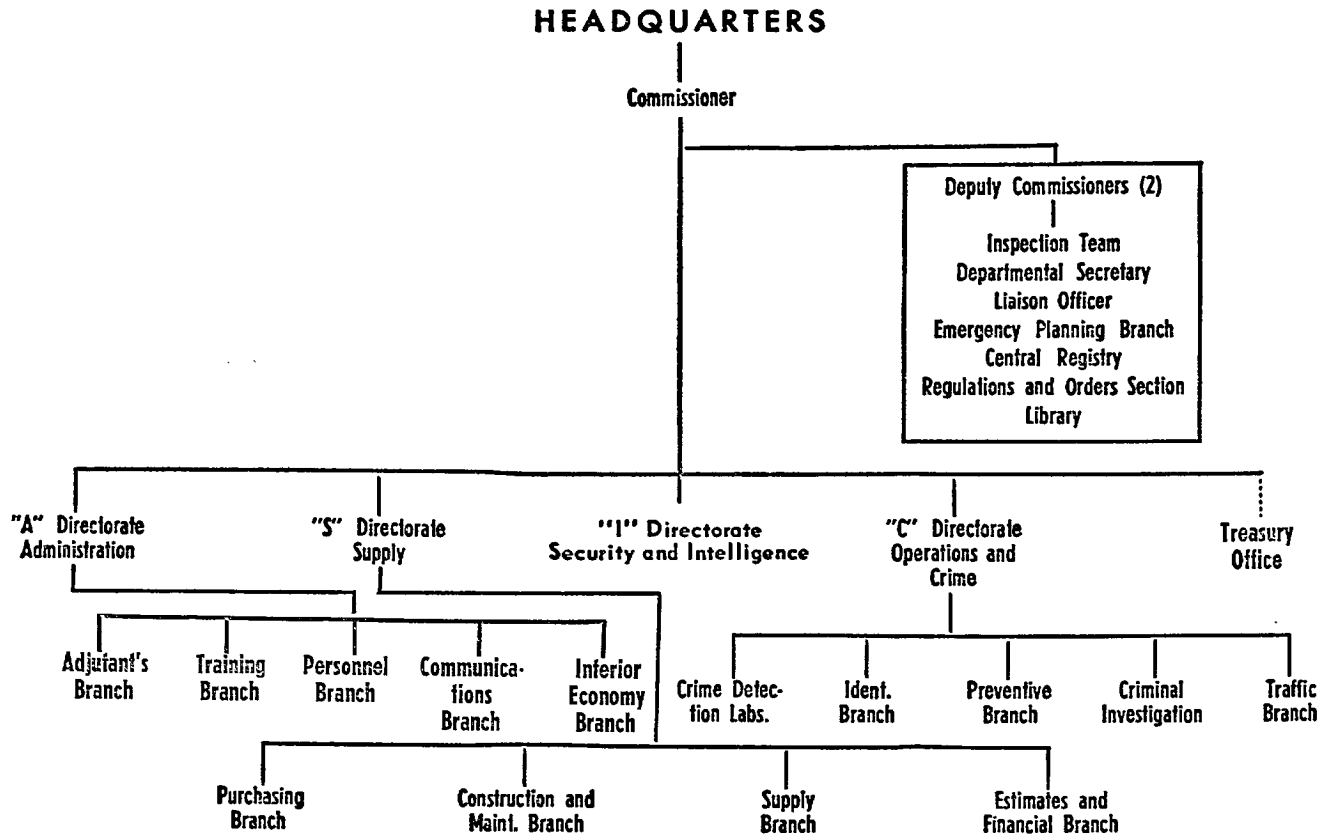 HEADQUARTERS
Commissioner
Deputy Commissioners (2)
Inspection Team
Departmental Secretary
Liaison Officer
Emergency Planning Branch
Central Registry
Regulations and Orders Section
Library
"A" Directorate
Administration
"S" Directorate
Supply
"I" Directorate
Security and Intelligence
"C" Directorate
Operations and
Crime
Treasury
Office
Adjutant's
Branch
Training
Branch
Personnel
Branch
Communica-
tions
Branch
Interior
Economy
Branch
Crime Detec-
tion Labs.
Ident.
Branch
Preventive
Branch
Criminal
Investigation
Traffic
Branch
Purchasing
Branch
Construction and
Maint. Branch
Supply
Branch
Estimates and
Financial Branch